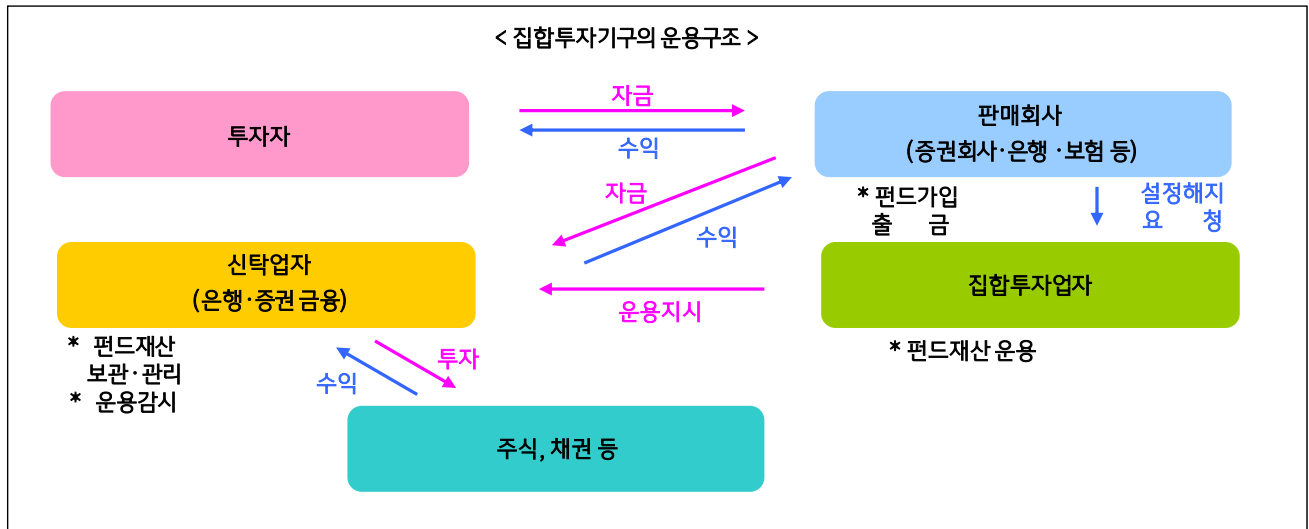 < 집합투자기구의 운용구조 >
투자자
자금
수익
판매회사
(증권회사·은행 ·보험 등)
자금
수익
* 펀드가입
출 금
설정해지
요 청
신탁업자
(은행·증권 금융)
운용지시
집합투자업자
* 펀드재산
보관·관리
* 운용감시
수익
투자
* 펀드재산 운용
주식, 채권 등